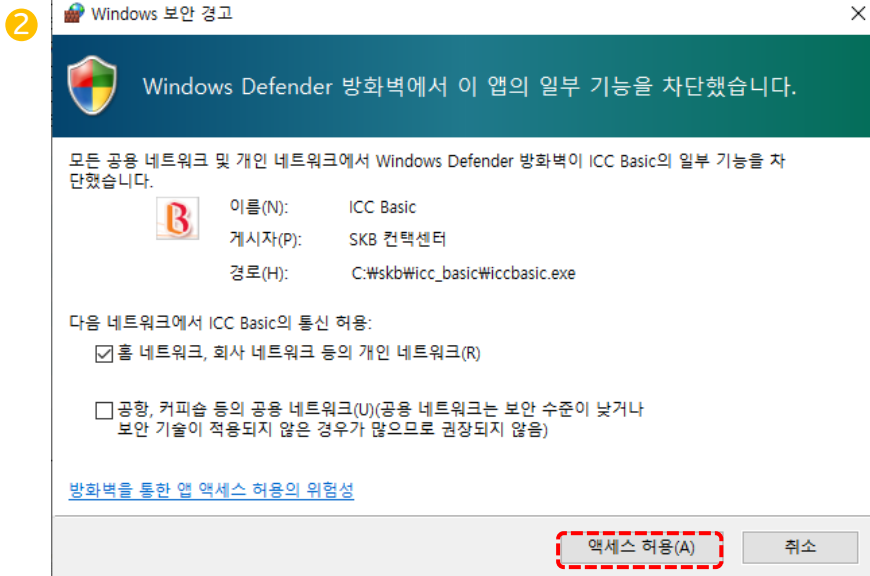 2
Windows 보안 경고
Windows Defender 방화벽에서 이 앱의 일부 기능을 차단했습니다.
모든 공용 네트워크 및 개인 네트워크에서 Windows Defender 방화벽이 ICC Basic의 일부 기능을 차
단했습니다.
이름(N): ICC Basic
게시자(P): SKB 컨택센터
경로(H): C:₩skb₩icc_basic₩iccbasic.exe
다음 네트워크에서 ICC Basic의 통신 허용:
홈 네트워크, 회사 네트워크 등의 개인 네트워크(R)
공항, 커피숍 등의 공용 네트워크(U)(공용 네트워크는 보안 수준이 낮거나
보안 기술이 적용되지 않은 경우가 많으므로 권장되지 않음)
방화벽을 통한 앱 액세스 허용의 위험성
액세스 허용(A) 취소